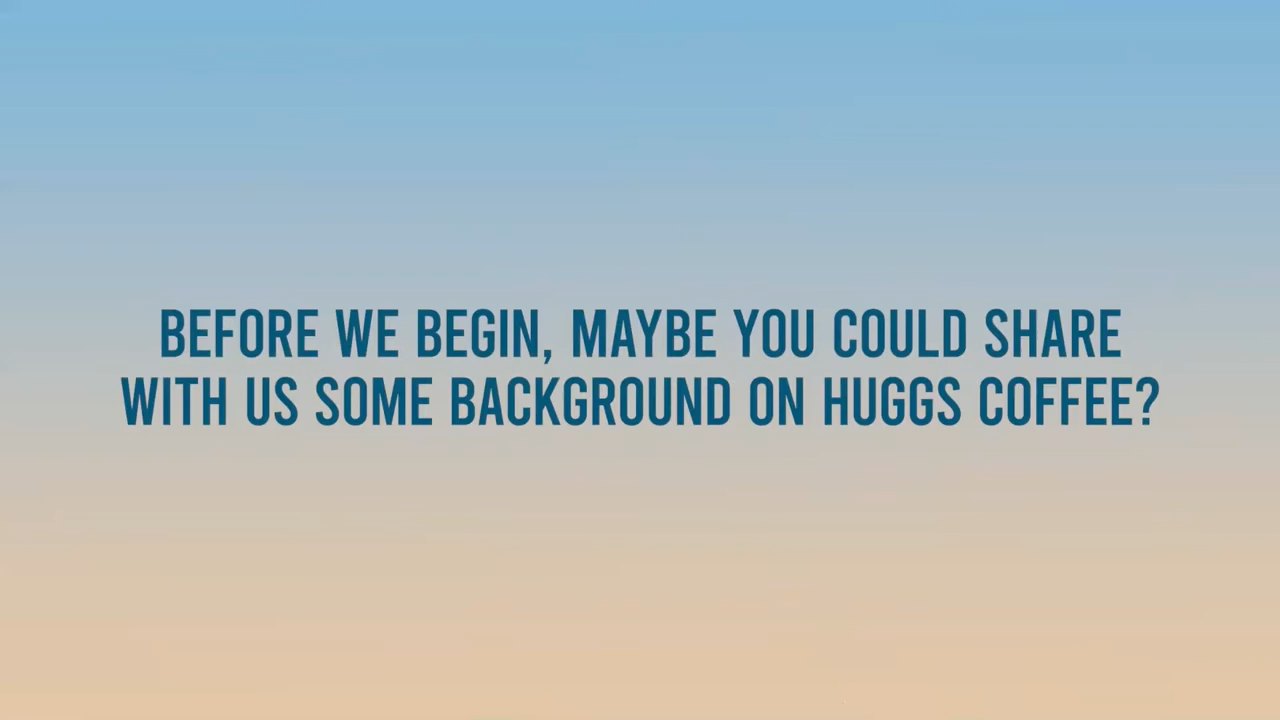 BEFORE WE BEGIN, MAYBE YOU COULD SHARE
WITH US SOME BACKGROUND ON HUGGS COFFEE?